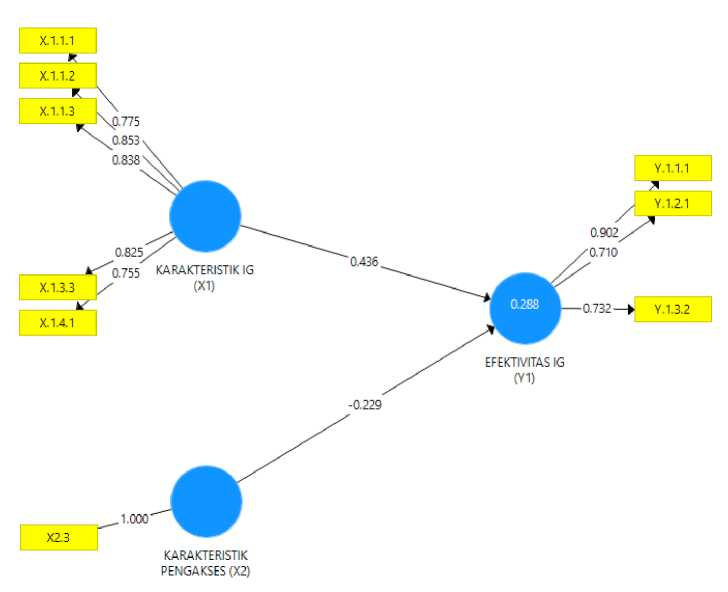 X.1.1.1
X.1.1.2
X.1.1.3
0.775
0.853
0.838
0.825
0.755
X.1.3.3
X.1.4.1
KARAKTERISTIK IG
(X1)
0.436
-0.229
0.288
EFEKTIVITAS IG
(Y1)
0.902
0.710
0.732
Y.1.1.1
Y.1.2.1
Y.1.3.2
X2.3
1.000
KARAKTERISTIK
PENGAKSES (X2)